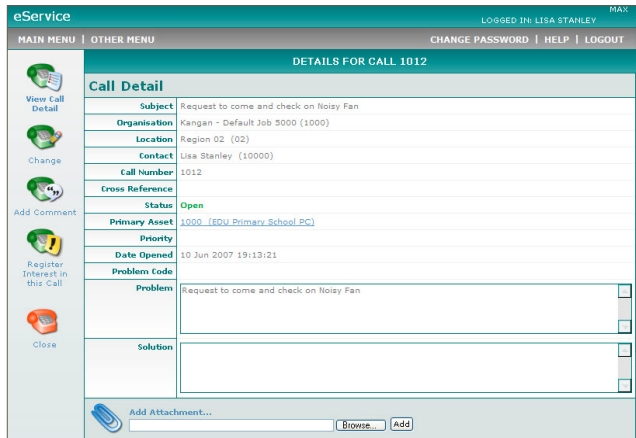 eService
MAX
LOGGED IN: LISA STANLEY
MAIN MENU | OTHER MENU
CHANGE PASSWORD | HELP | LOGOUT
DETAILS FOR CALL 1012
View Call
Detail
Change
Add Comment
Register
Interest in
this Call
Close
Call Detail
Subject Request to come and check on Noisy Fan
Organisation Kangan - Default Job 5000 (1000)
Location Region 02 (02)
Contact Lisa Stanley (10000)
Call Number 1012
Cross Reference
Status Open
Primary Asset 1000 (EDU Primary School PC)
Priority
Date Opened 10 Jun 2007 19:13:21
Problem Code
Problem Request to come and check on Noisy Fan
Solution
Add Attachment...
Browse... Add